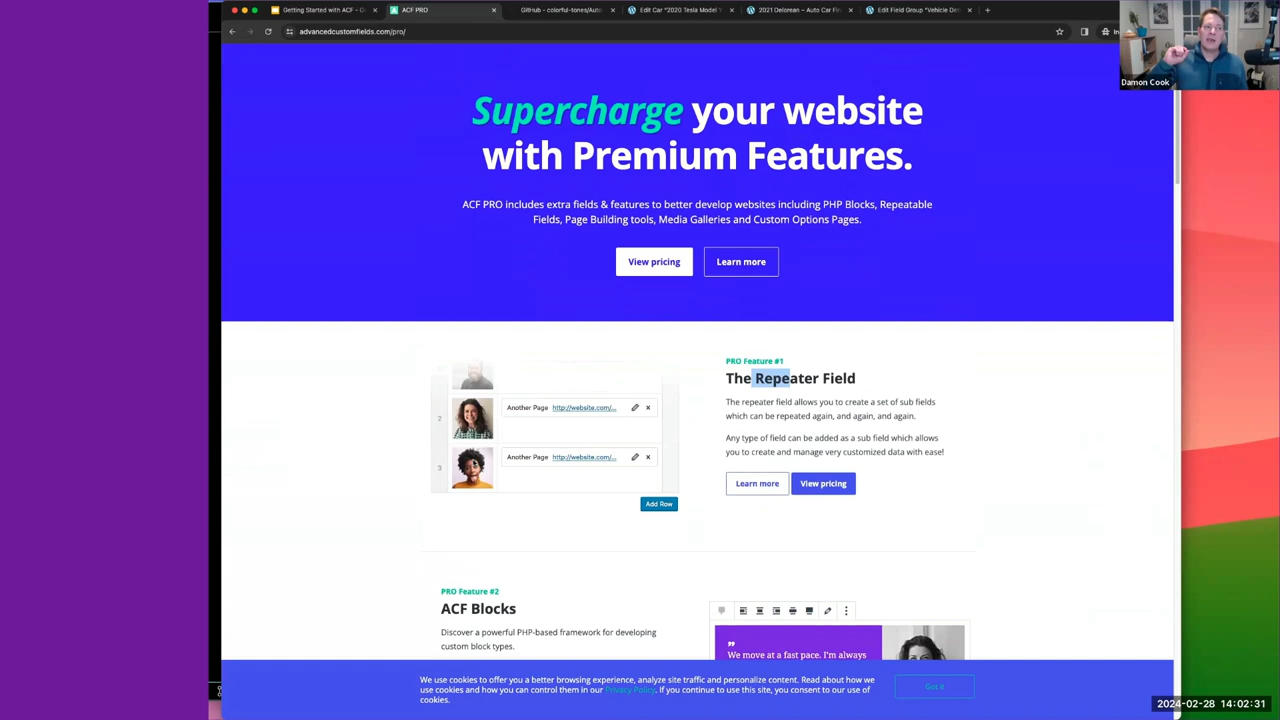 Getting Started with ACF - G
ACF PRO
GitHub - colorful-tones/Auto
Edit Car "2020 Tesla Model Y
2021 Delorean – Auto Car Fi
Edit Field Group "Vehicle De
advancedcustomfields.com/pro/
Damon Cook
Supercharge your website
with Premium Features.
ACF PRO includes extra fields & features to better develop websites including PHP Blocks, Repeatable
Fields, Page Building tools, Media Galleries and Custom Options Pages.
View pricing
Learn more
PRO Feature #1
The Repeater Field
The repeater field allows you to create a set of sub fields
which can be repeated again, and again, and again.
Any type of field can be added as a sub field which allows
you to create and manage very customized data with ease!
Learn more
View pricing
2
Another Page http://website.com/...
3
Another Page http://website.com/...
Add Row
PRO Feature #2
ACF Blocks
Discover a powerful PHP-based framework for developing
custom block types.
We move at a fast pace. I'm always
We use cookies to offer you a better browsing experience, analyze site traffic and personalize content. Read about how we
use cookies and how you can control them in our Privacy Policy. If you continue to use this site, you consent to our use of
cookies.
Got it
2024-02-28 14:02:31